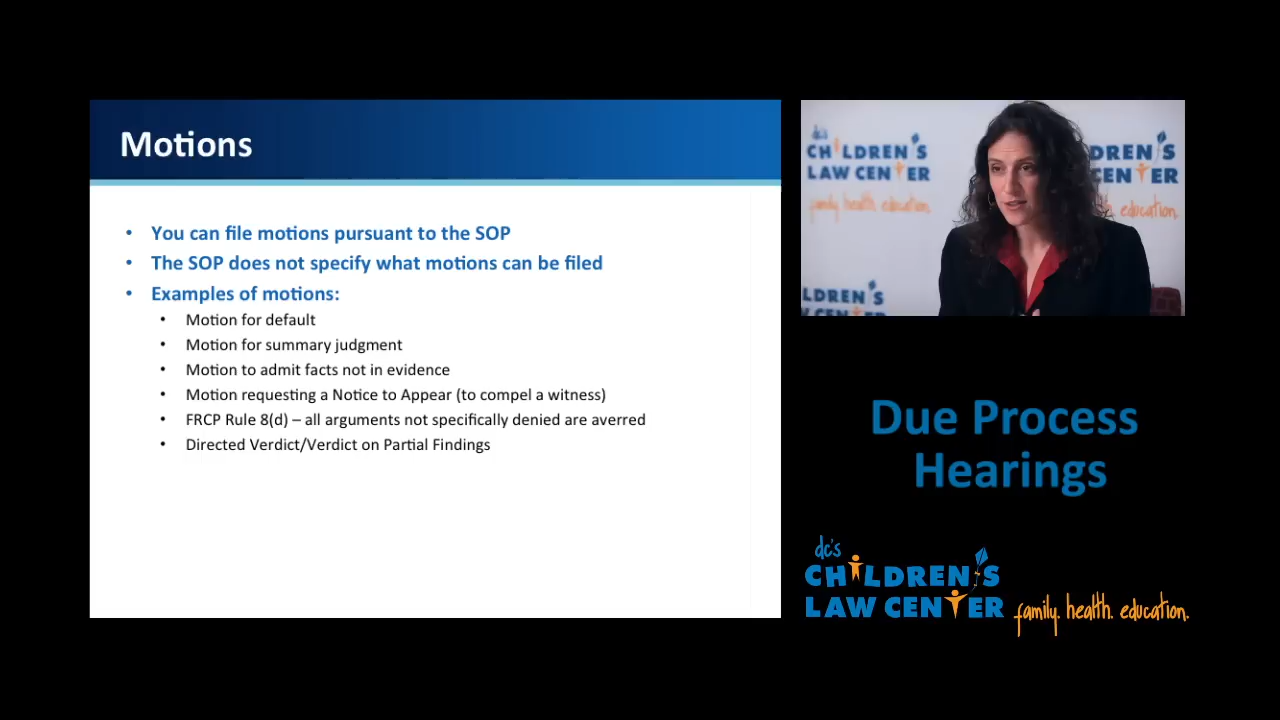 Motions
• You can file motions pursuant to the SOP
• The SOP does not specify what motions can be filed
• Examples of motions:
• Motion for default
• Motion for summary judgment
• Motion to admit facts not in evidence
• Motion requesting a Notice to Appear (to compel a witness)
• FRCP Rule 8(d) – all arguments not specifically denied are averred
• Directed Verdict/Verdict on Partial Findings
dc's
CHILDREN'S
LAW CENTER
family. health. education.
DREN'S
CENTER
education.
LDREN'S
Due Process
Hearings
dc's
CHILDREN'S
LAW CENTER
family. health. education.